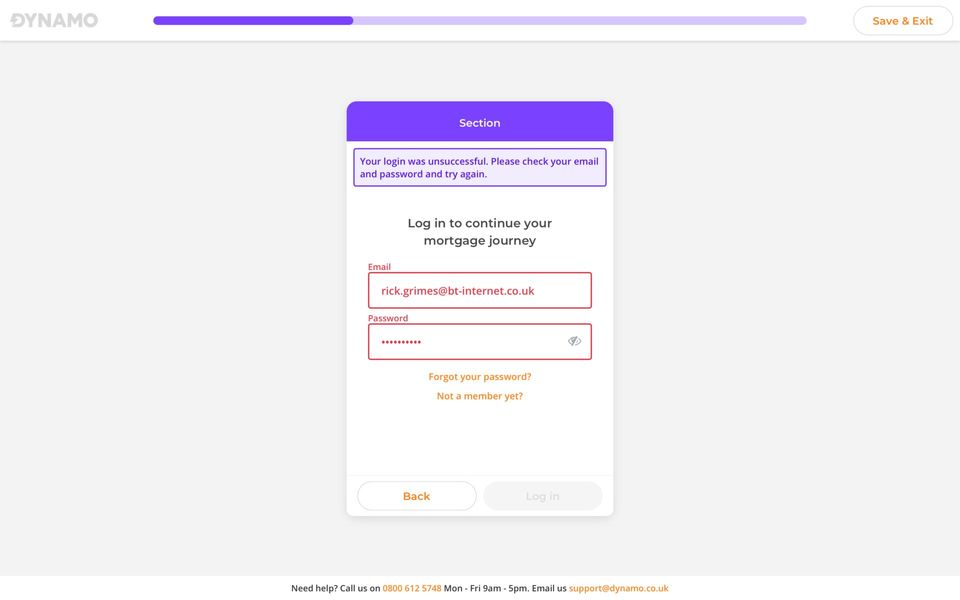 DYNAMO
Save & Exit
Section
Your login was unsuccessful. Please check your email
and password and try again.
Log in to continue your
mortgage journey
Email
rick.grimes@bt-internet.co.uk
Password
••••••••••
Forgot your password?
Not a member yet?
Back
Log in
Need help? Call us on 0800 612 5748 Mon - Fri 9am - 5pm. Email us support@dynamo.co.uk